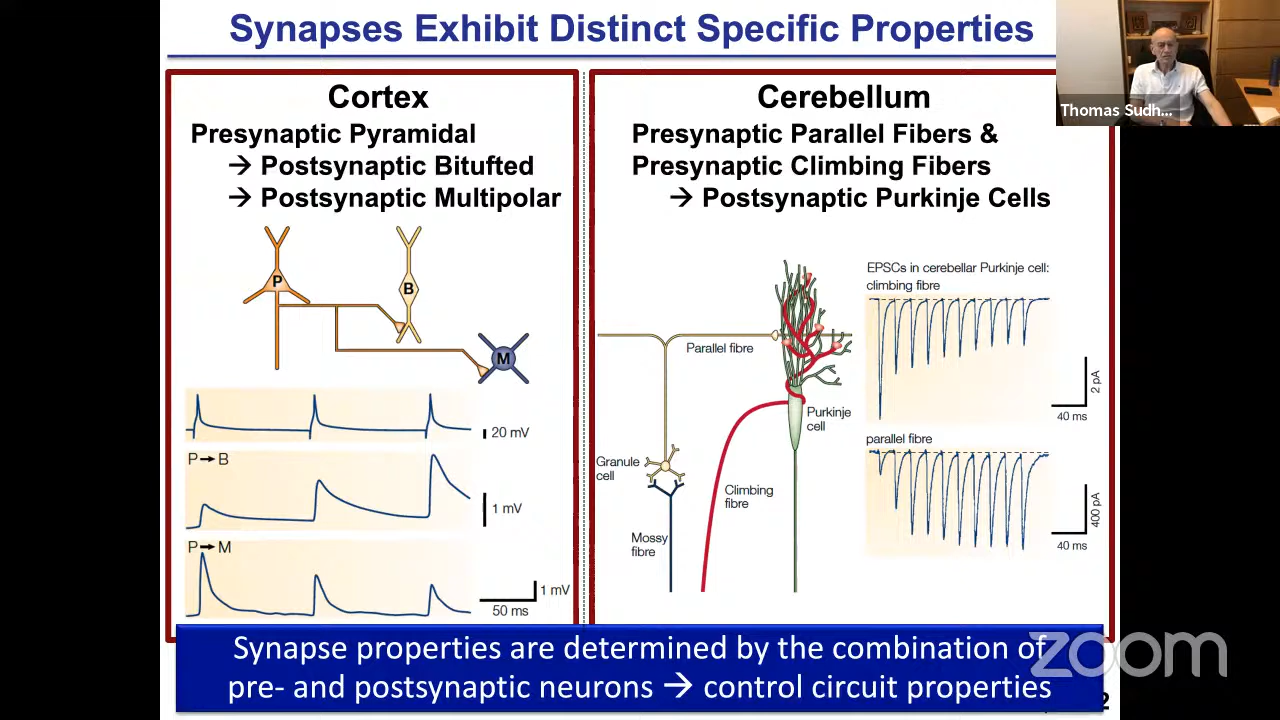 Synapses Exhibit Distinct Specific Properties
Thomas Sudh...
Cortex
Presynaptic Pyramidal
→ Postsynaptic Bitufted
→ Postsynaptic Multipolar
P
B
M
20 mV
P→B
1 mV
P→M
1 mV
50 ms
Cerebellum
Presynaptic Parallel Fibers &
Presynaptic Climbing Fibers
→ Postsynaptic Purkinje Cells
Parallel fibre
Purkinje
cell
Granule
cell
Climbing
fibre
Mossy
fibre
EPSCs in cerebellar Purkinje cell:
climbing fibre
2 pA
40 ms
parallel fibre
400 pA
40 ms
Synapse properties are determined by the combination of
pre- and postsynaptic neurons → control circuit properties
zoom
2